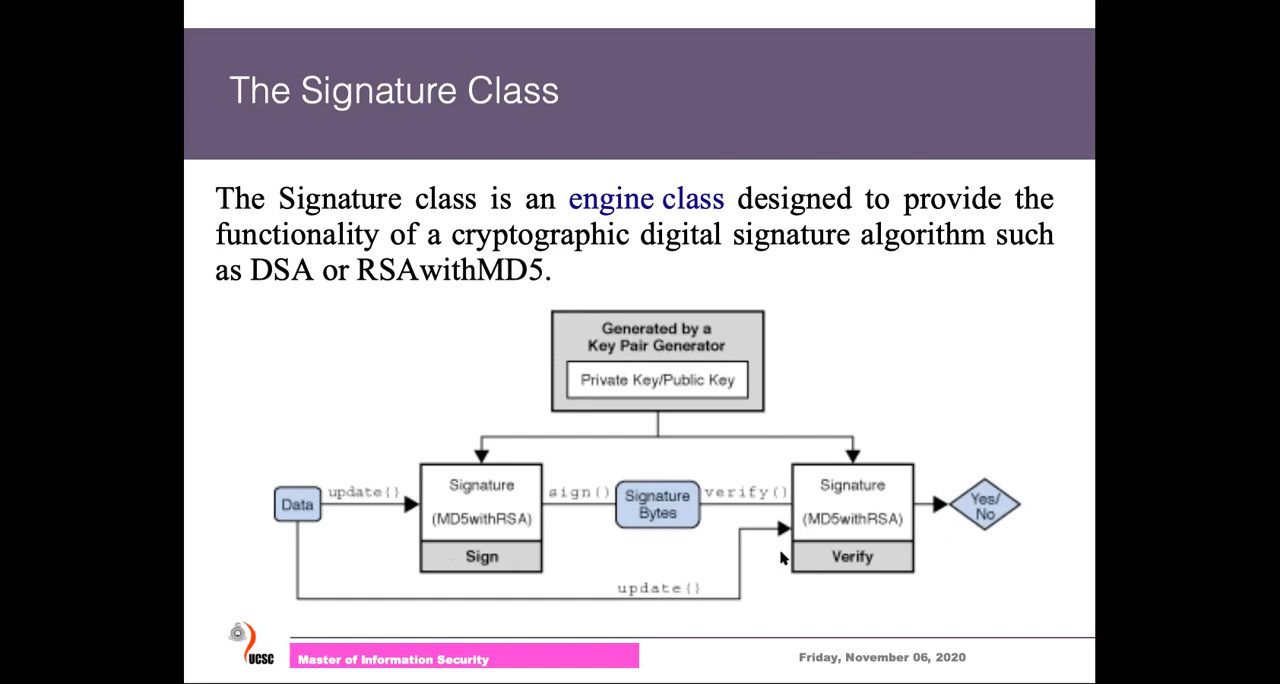 The Signature Class
The Signature class is an engine class designed to provide the
functionality of a cryptographic digital signature algorithm such
as DSA or RSAwithMD5.
Generated by a
Key Pair Generator
Private Key/Public Key
Data
update()
Signature
(MD5withRSA)
Sign
sign()
Signature
Bytes
verify()
Signature
(MD5withRSA)
Verify
Yes/
No
update()
UCSC
Master of Information Security
Friday, November 06, 2020